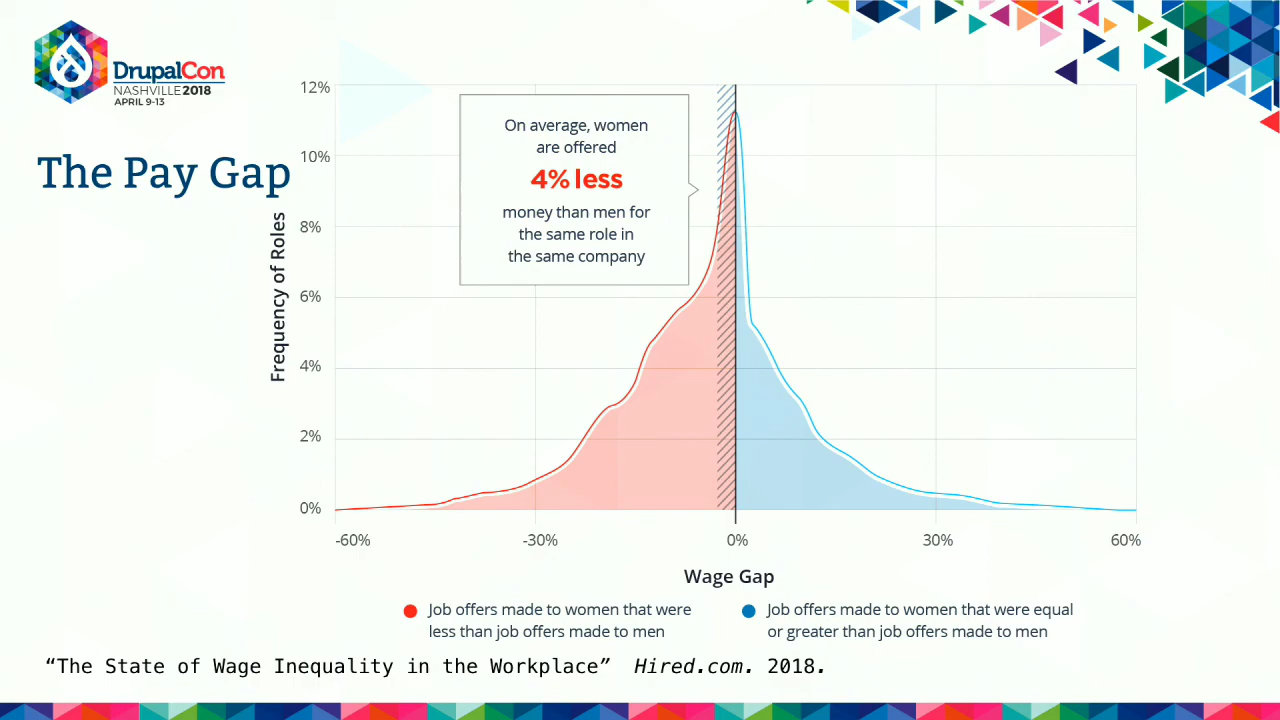 DrupalCon
NASHVILLE 2018
APRIL 9-13
The Pay Gap
12%
10%
8%
6%
4%
2%
0%
Frequency of Roles
On average, women
are offered
4% less
money than men for
the same role in
the same company
-60%
-30%
0%
30%
60%
Wage Gap
Job offers made to women that were
less than job offers made to men
Job offers made to women that were equal
or greater than job offers made to men
“The State of Wage Inequality in the Workplace” Hired.com. 2018.